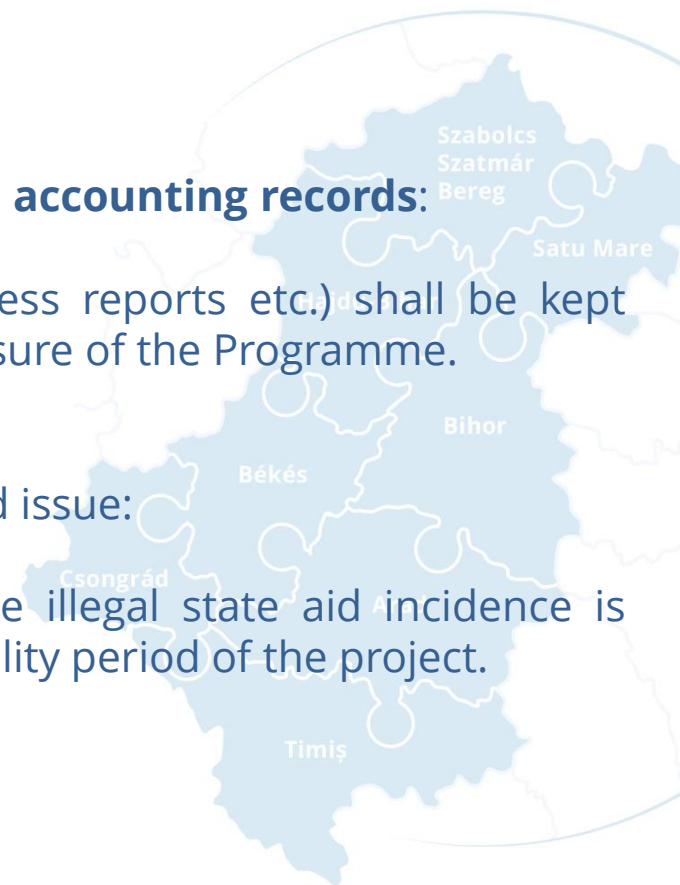 Szabolcs
Szatmár
Bereg
accounting records:
Satu Mare
ess reports etc.) shall be kept
sure of the Programme.
Bihor
Békés
d issue:
Csongrád
e illegal state aid incidence is
lity period of the project.
Timiș